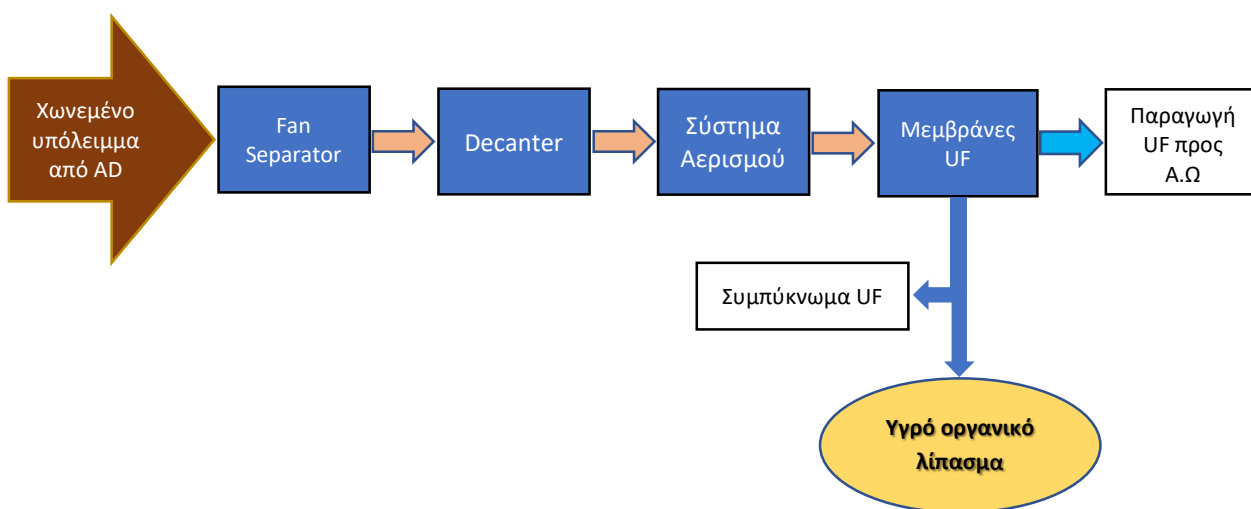 Χωνεμένο
υπόλειμμα
από AD
Fan
Separator
Decanter
Σύστημα
Αερισμού
Μεμβράνες
UF
Παραγωγή
UF προς
Α.Ω
Συμπύκνωμα UF
Υγρό οργανικό
λίπασμα